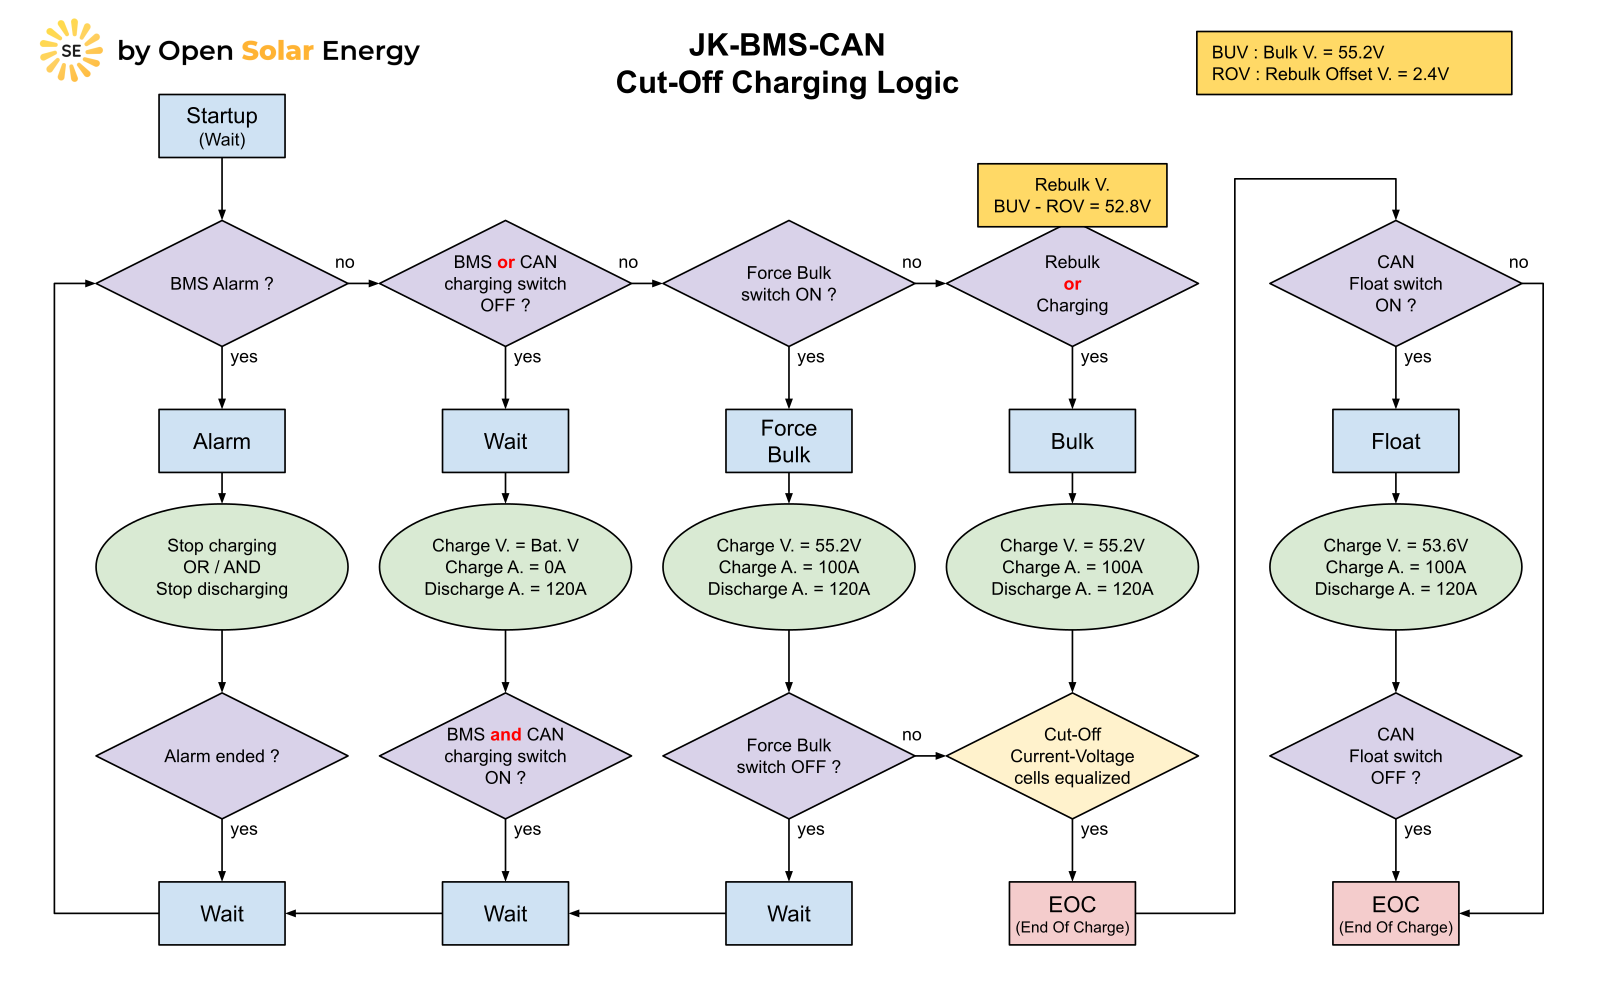 SE
by Open Solar Energy
JK-BMS-CAN
Cut-Off Charging Logic
BUV : Bulk V. = 55.2V
ROV : Rebulk Offset V. = 2.4V
Startup
(Wait)
Rebulk V.
BUV - ROV = 52.8V
BMS Alarm ?
no
BMS or CAN
charging switch
OFF ?
no
Force Bulk
switch ON ?
no
Rebulk
or
Charging
CAN
Float switch
ON ?
no
yes
yes
yes
yes
yes
Alarm
Wait
Force
Bulk
Bulk
Float
Stop charging
OR / AND
Stop discharging
Charge V. = Bat. V
Charge A. = 0A
Discharge A. = 120A
Charge V. = 55.2V
Charge A. = 100A
Discharge A. = 120A
Charge V. = 55.2V
Charge A. = 100A
Discharge A. = 120A
Charge V. = 53.6V
Charge A. = 100A
Discharge A. = 120A
Alarm ended ?
BMS and CAN
charging switch
ON ?
Force Bulk
switch OFF ?
no
Cut-Off
Current-Voltage
cells equalized
CAN
Float switch
OFF ?
yes
yes
yes
yes
yes
Wait
Wait
Wait
EOC
(End Of Charge)
EOC
(End Of Charge)